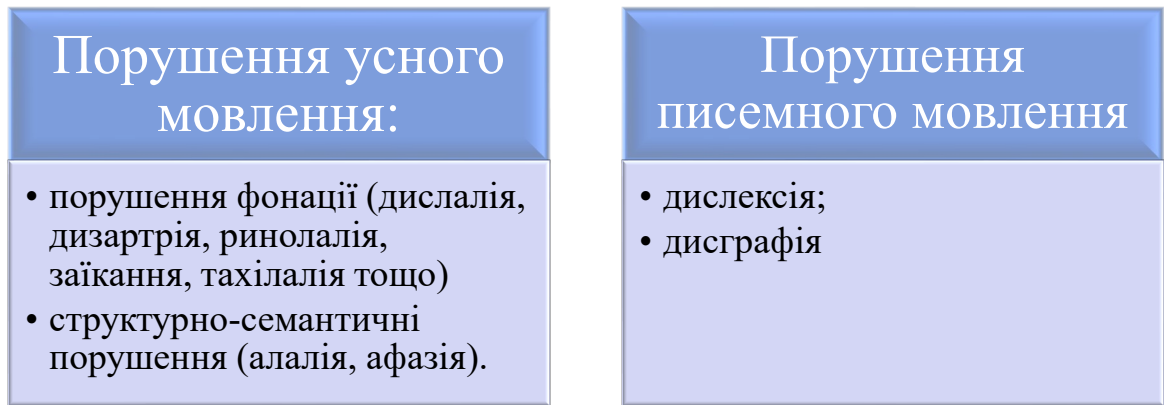 Порушення усного
мовлення:
• порушення фонації (дислалія,
дизартрія, ринолалія,
заїкання, тахілалія тощо)
• структурно-семантичні
порушення (алалія, афазія).
Порушення
писемного мовлення
• дислексія;
• дисграфія